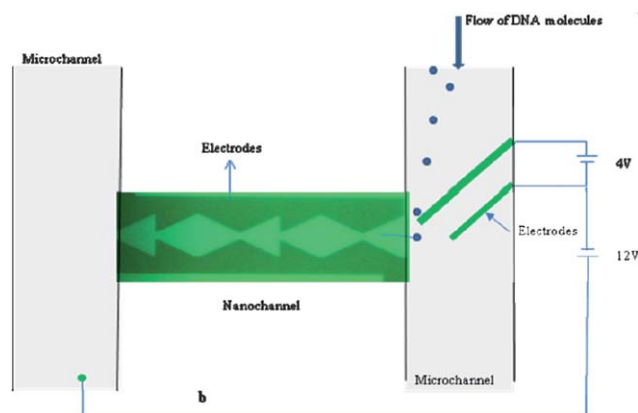 Flow of DNA molecules
Microchannel
Electrodes
4V
Electrodes
12V
Nanochannel
Microchannel
b